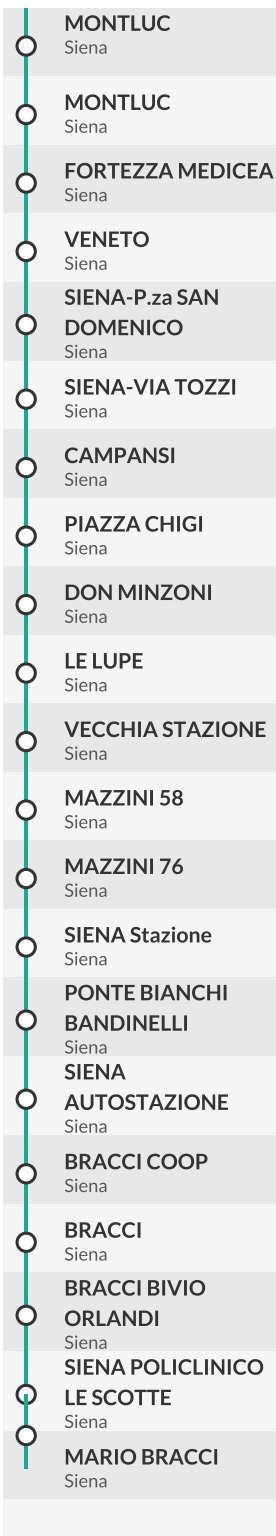 MONTLUC
Siena
MONTLUC
Siena
FORTEZZA MEDICEA
Siena
VENETO
Siena
SIENA-P.za SAN
DOMENICO
Siena
SIENA-VIA TOZZI
Siena
CAMPANSI
Siena
PIAZZA CHIGI
Siena
DON MINZONI
Siena
LE LUPE
Siena
VECCHIA STAZIONE
Siena
MAZZINI 58
Siena
MAZZINI 76
Siena
SIENA Stazione
Siena
PONTE BIANCHI
BANDINELLI
Siena
SIENA
AUTOSTAZIONE
Siena
BRACCI COOP
Siena
BRACCI
Siena
BRACCI BIVIO
ORLANDI
Siena
SIENA POLICLINICO
LE SCOTTE
Siena
MARIO BRACCI
Siena